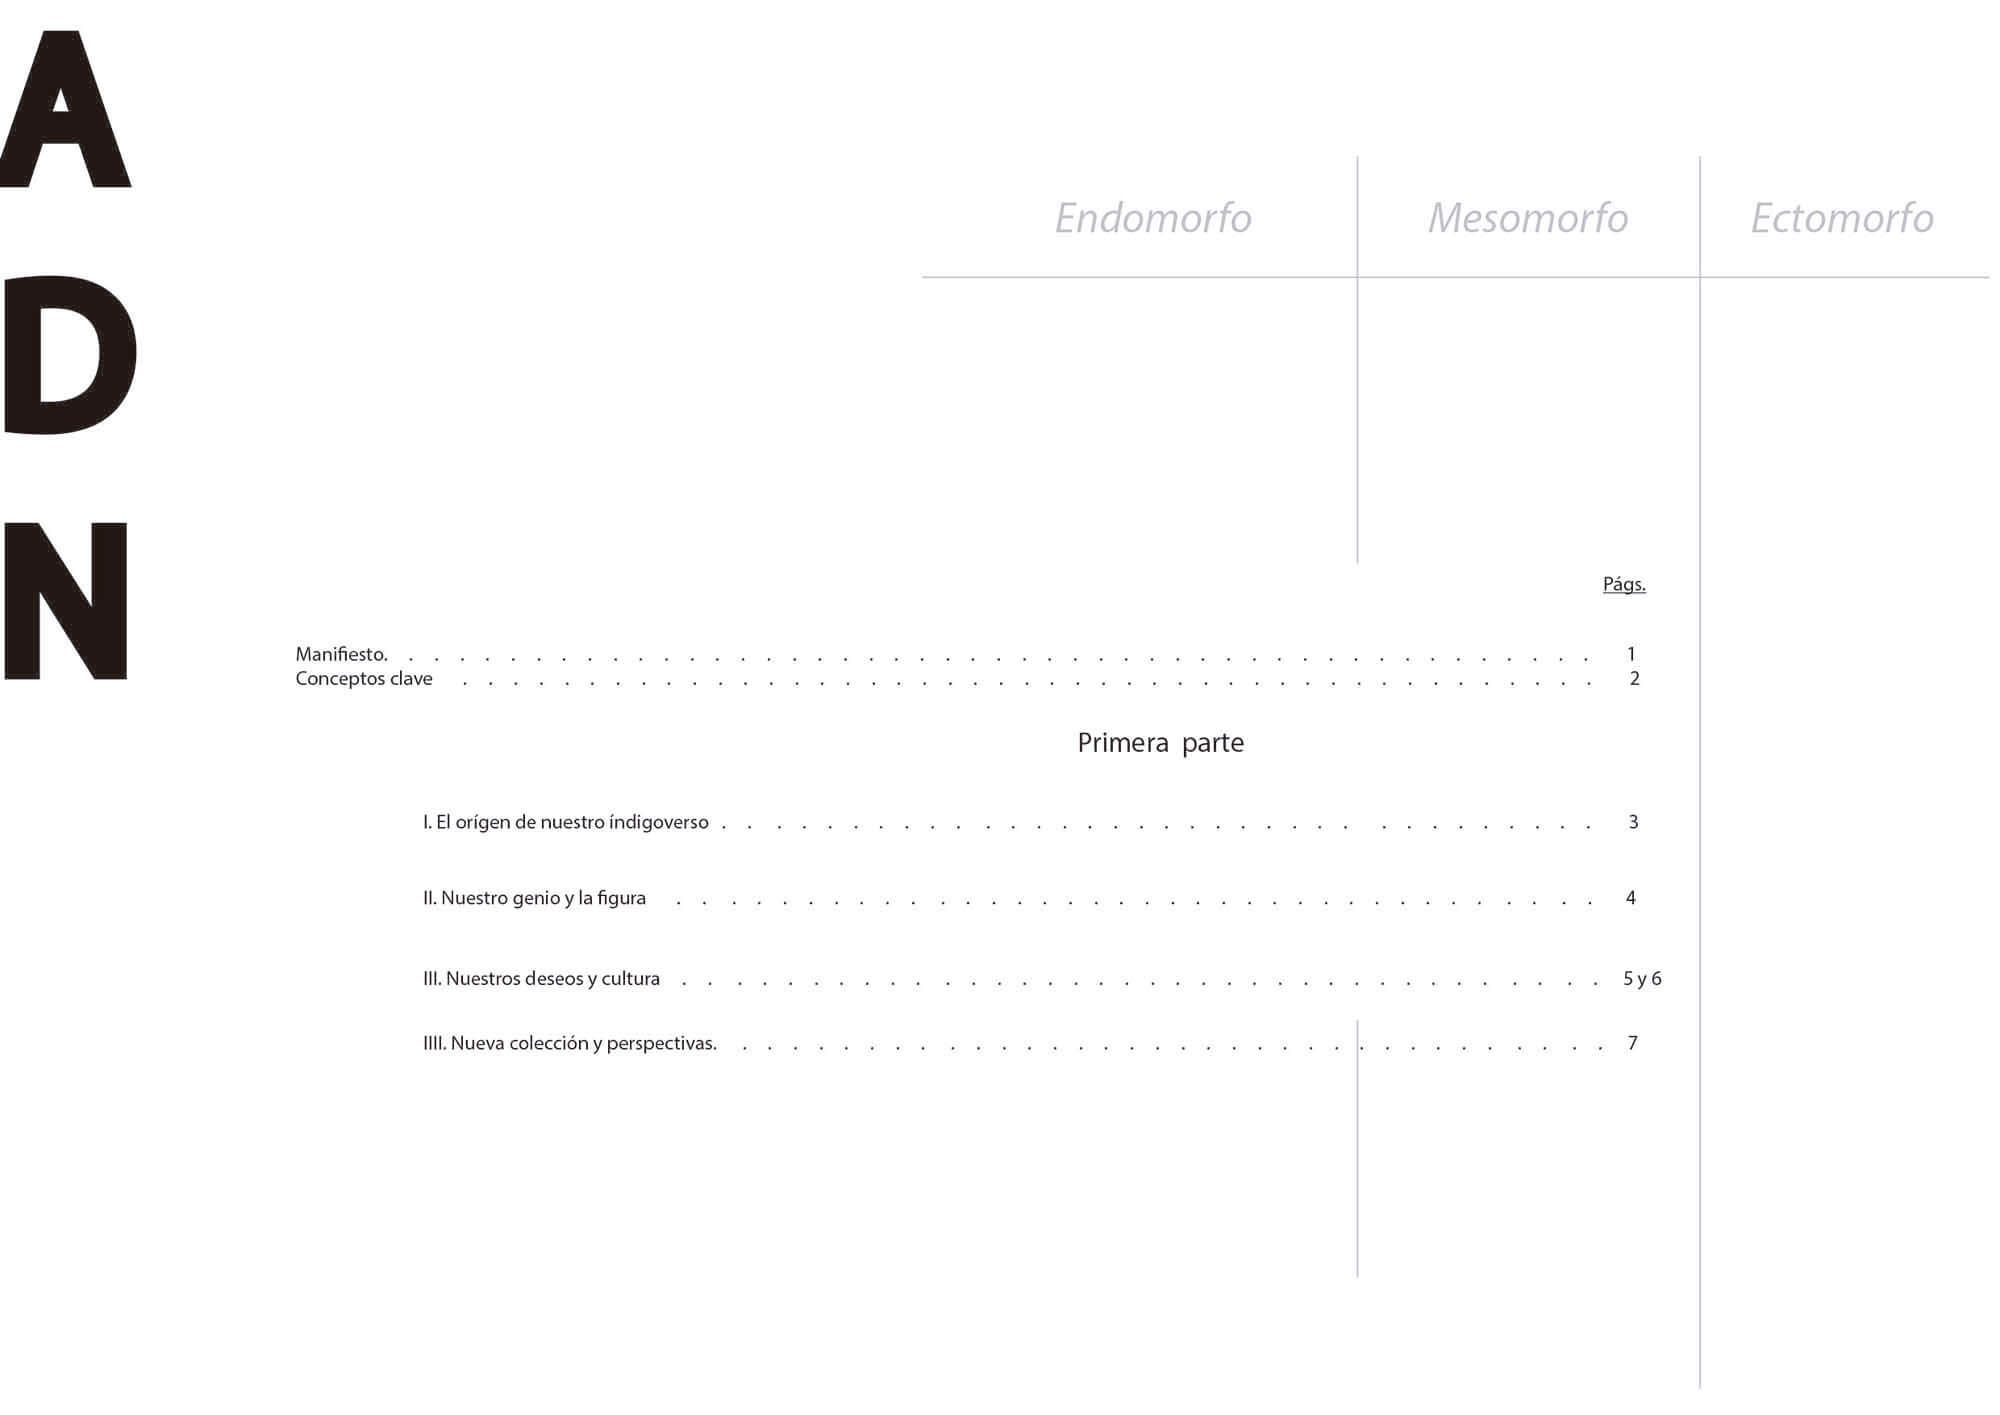 A
D
N
Endomorfo Mesomorfo Ectomorfo
Págs.
Manifiesto. . . . . . . . . . . . . . . . . . . . . . . . . . . . . . . . . . . . . . . . . . . . . . . . 1
Conceptos clave . . . . . . . . . . . . . . . . . . . . . . . . . . . . . . . . . . . . . . . . . . . . . 2
Primera parte
I. El orígen de nuestro índigoverso . . . . . . . . . . . . . . . . . . . . . . . . . . . . . . . . . . 3
II. Nuestro genio y la figura . . . . . . . . . . . . . . . . . . . . . . . . . . . . . . . . . . . . 4
III. Nuestros deseos y cultura . . . . . . . . . . . . . . . . . . . . . . . . . . . . . . . . . . . . 5 y 6
IIII. Nueva colección y perspectivas. . . . . . . . . . . . . . . . . . . . . . . . . . . . . . . . . . . 7